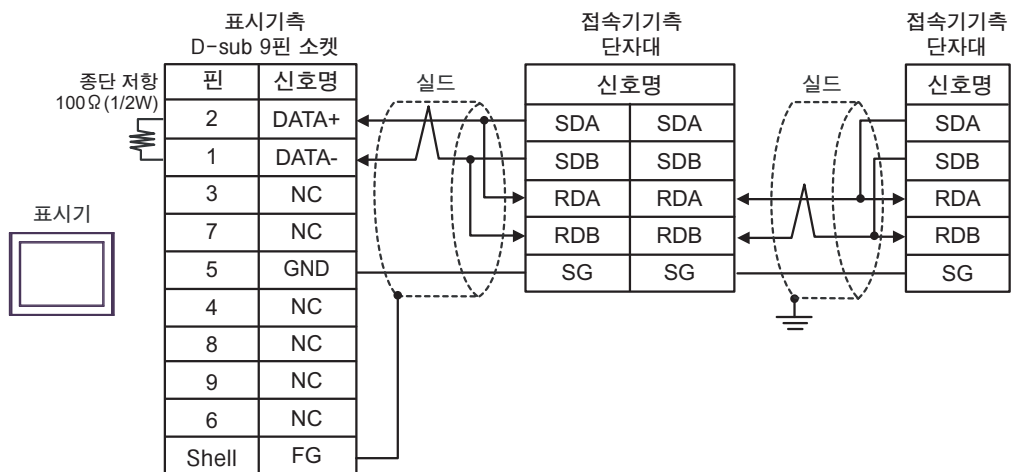 표시기측
D-sub 9핀 소켓
접속기기측
단자대
접속기기측
단자대
종단 저항
100Ω(1/2W)
핀 신호명
실드
신호명
실드
신호명
2 DATA+
SDA SDA
SDA
1 DATA-
SDB SDB
SDB
3 NC
RDA RDA
RDA
표시기
7 NC
RDB RDB
RDB
5 GND
SG SG
SG
4 NC
8 NC
9 NC
6 NC
Shell FG